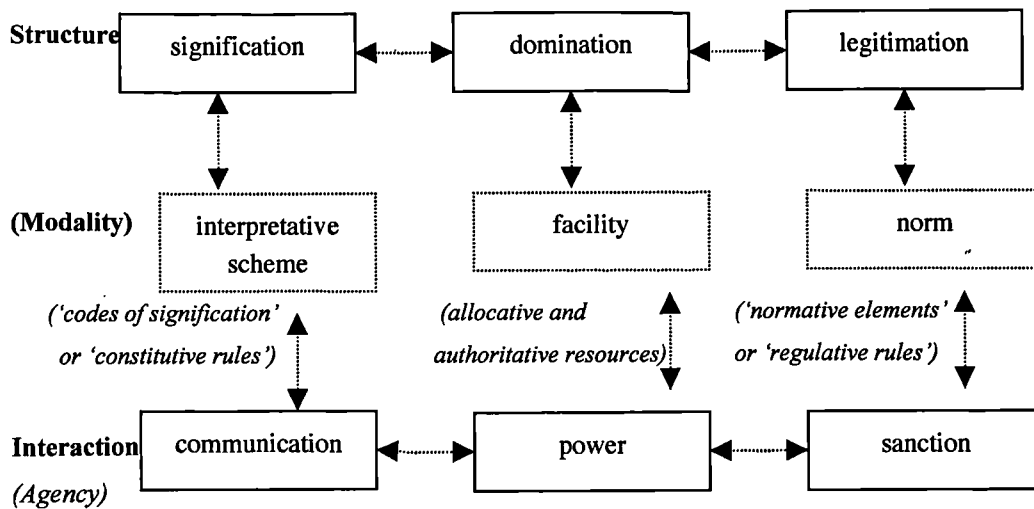 Structure signification domination legitimation
(Modality) interpretative facility norm
scheme
('codes of signification' (allocative and ('normative elements'
or 'constitutive rules') authoritative resources) or 'regulative rules')
Interaction communication power sanction
(Agency)